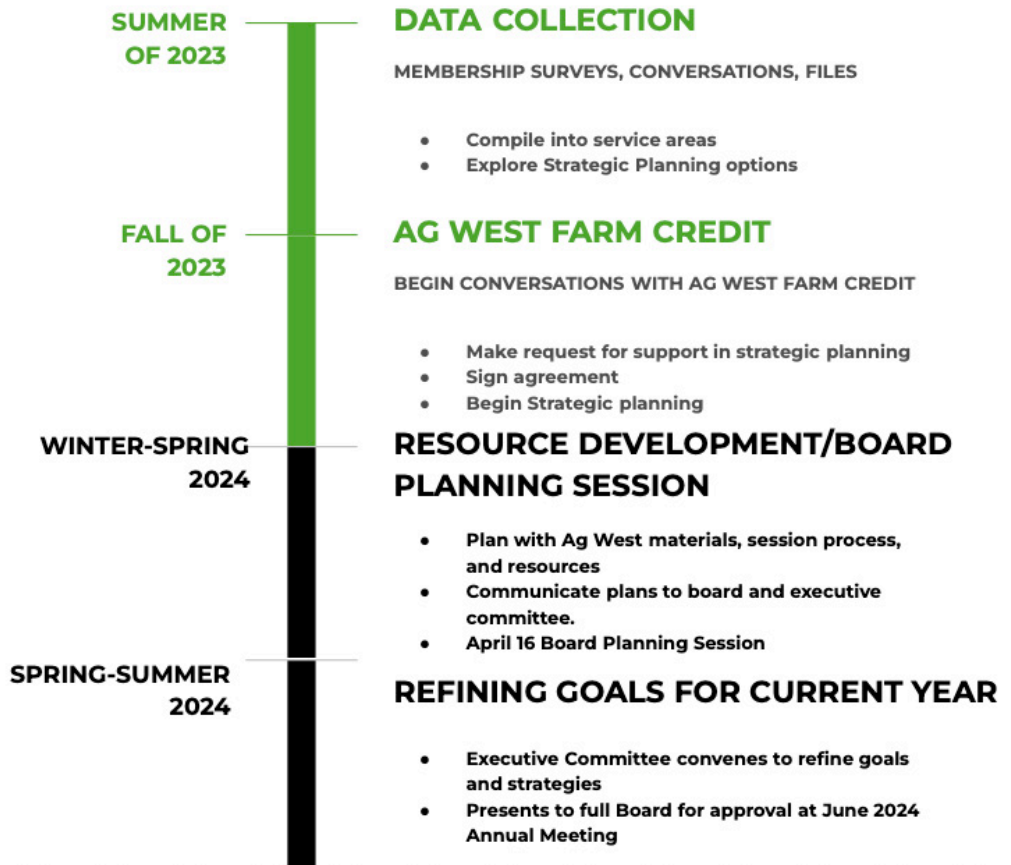 SUMMER
OF 2023
DATA COLLECTION
MEMBERSHIP SURVEYS, CONVERSATIONS, FILES
● Compile into service areas
● Explore Strategic Planning options
FALL OF
2023
AG WEST FARM CREDIT
BEGIN CONVERSATIONS WITH AG WEST FARM CREDIT
● Make request for support in strategic planning
● Sign agreement
● Begin Strategic planning
WINTER-SPRING
2024
RESOURCE DEVELOPMENT/BOARD
PLANNING SESSION
● Plan with Ag West materials, session process,
and resources
● Communicate plans to board and executive
committee.
● April 16 Board Planning Session
SPRING-SUMMER
2024
REFINING GOALS FOR CURRENT YEAR
● Executive Committee convenes to refine goals
and strategies
● Presents to full Board for approval at June 2024
Annual Meeting